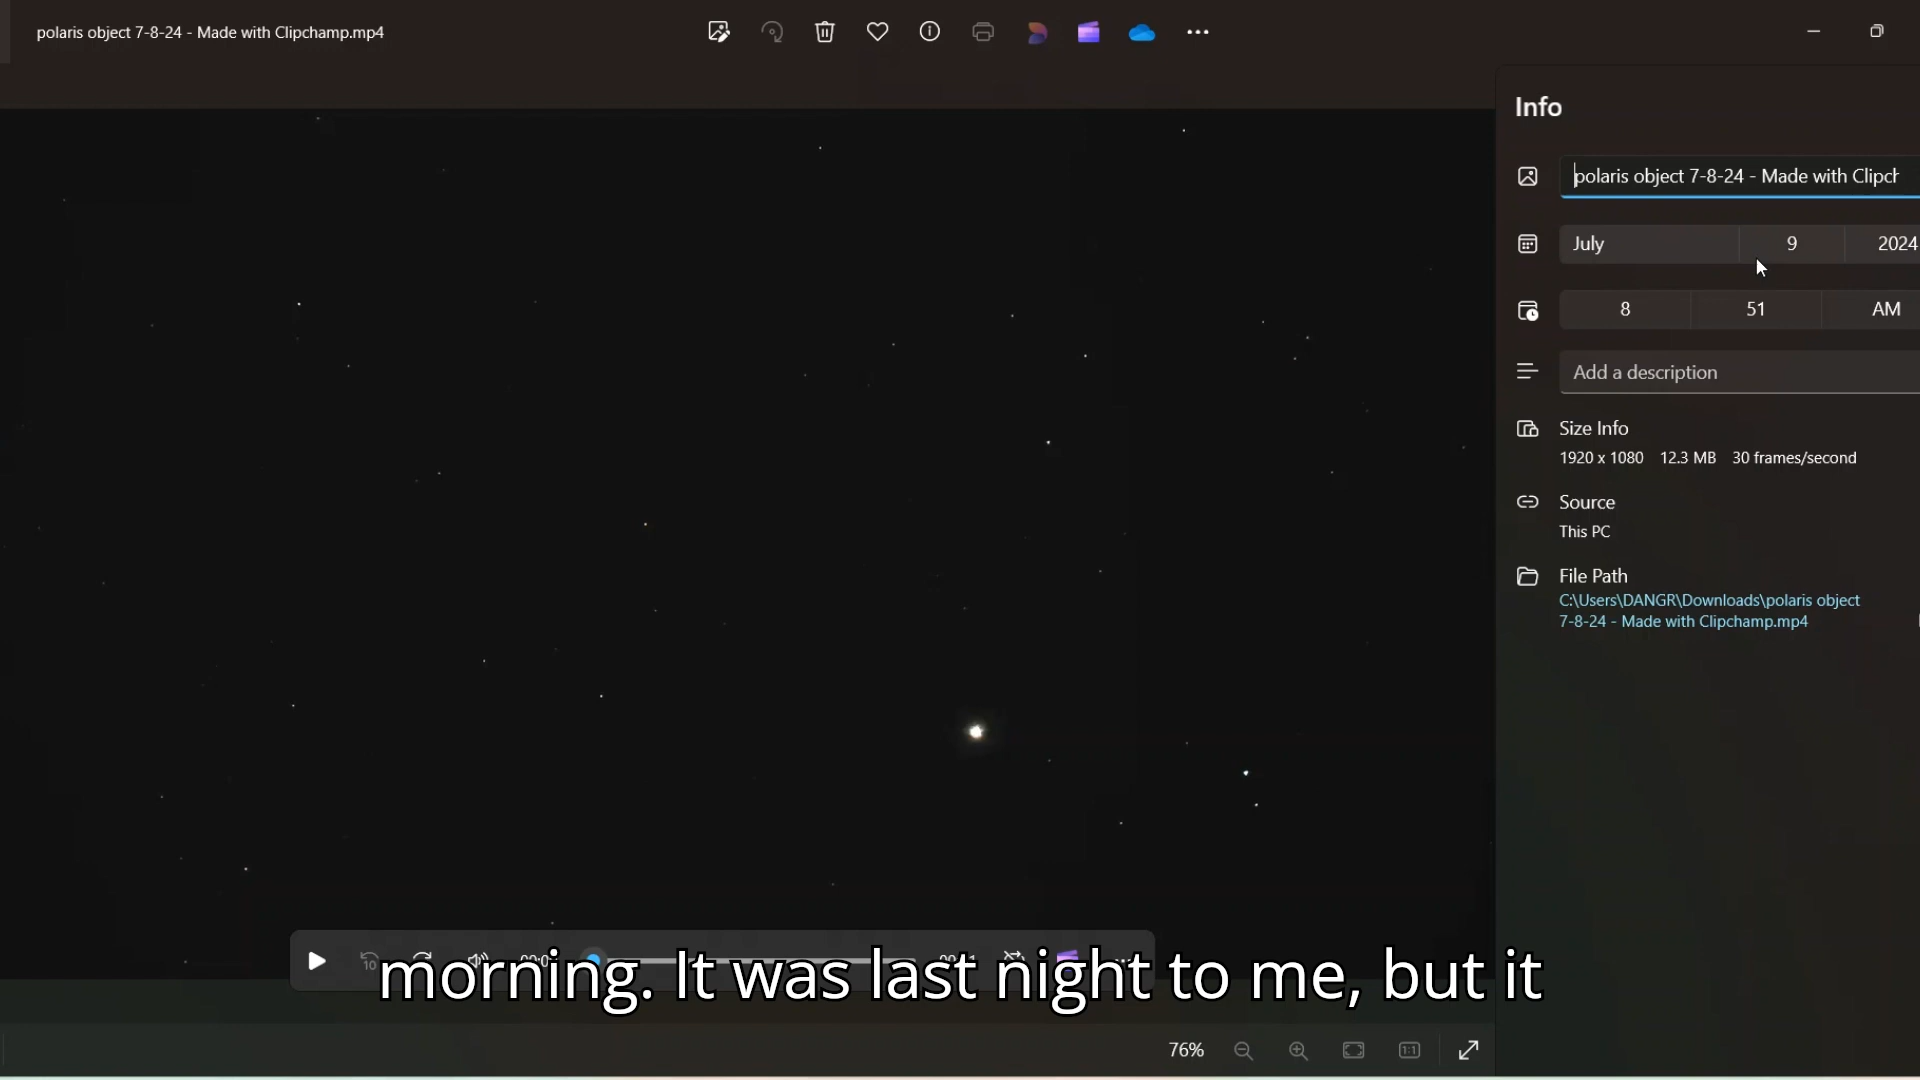 polaris object 7-8-24 - Made with Clipchamp.mp4
Info
polaris object 7-8-24 - Made with Clipch
July 9 2024
8 51 AM
Add a description
Size Info
1920 x 1080 12.3 MB 30 frames/second
Source
This PC
File Path
C:\Users\DANGR\Downloads\polaris object
7-8-24 - Made with Clipchamp.mp4
10
morning. It was last night to me, but it
76%
1:1